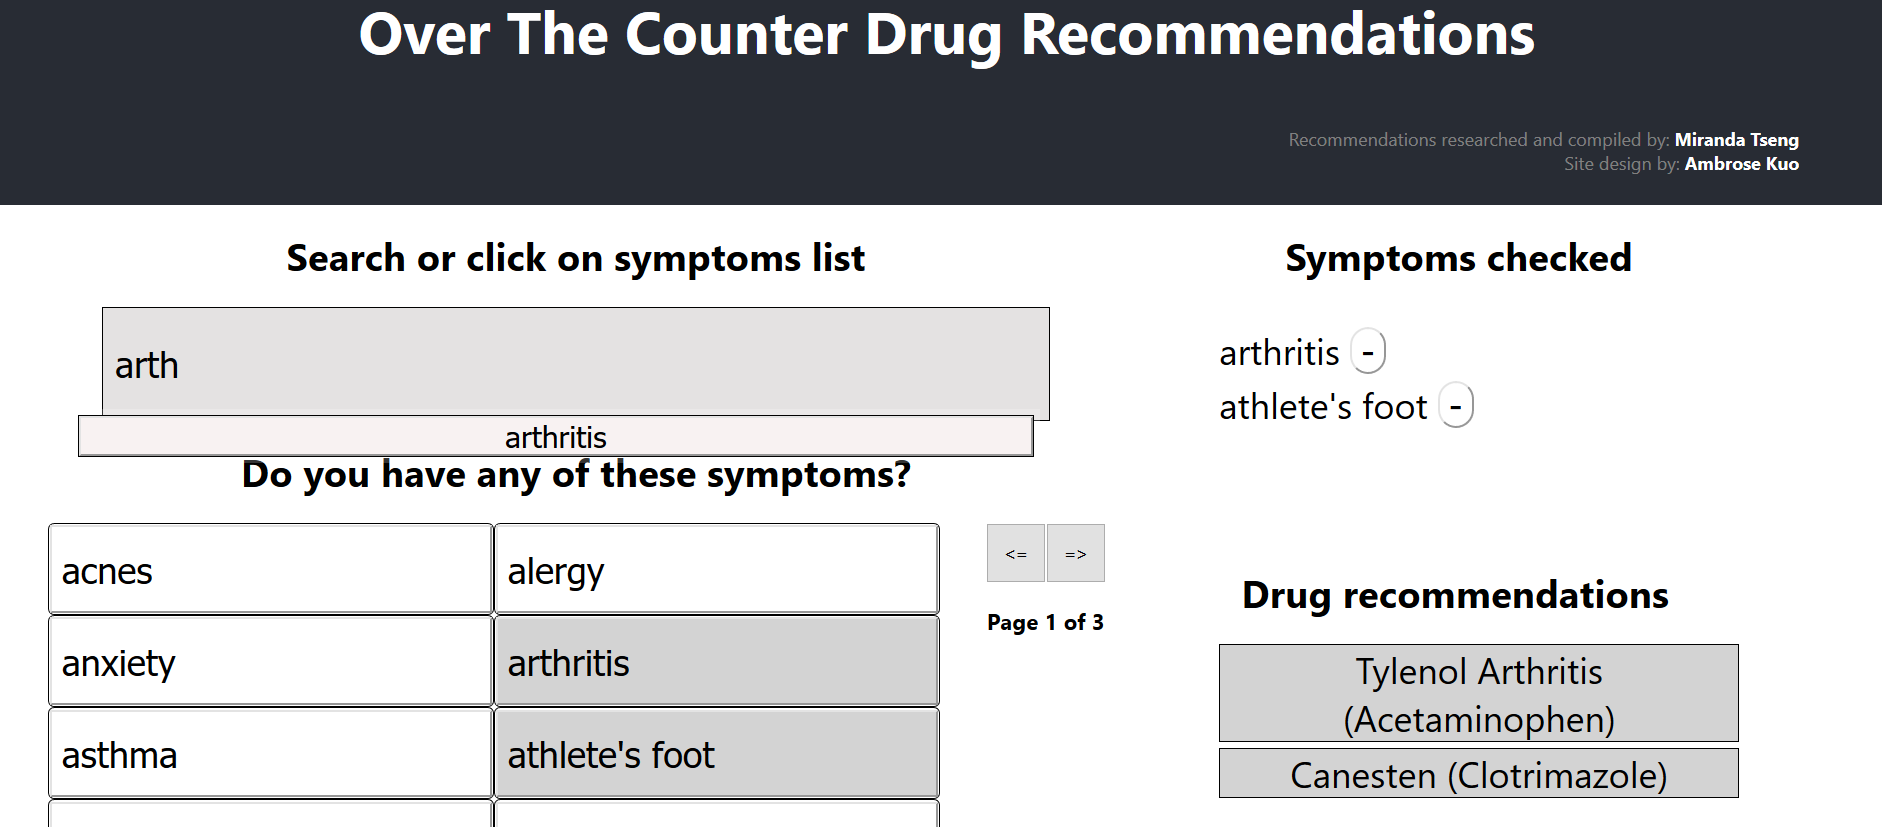 Over The Counter Drug Recommendations
Recommendations researched and compiled by: Miranda Tseng
Site design by: Ambrose Kuo
Search or click on symptoms list
arth
arthritis
Do you have any of these symptoms?
acnes
alergy
anxiety
arthritis
asthma
athlete's foot
<=
=>
Page 1 of 3
Symptoms checked
arthritis -
athlete's foot -
Drug recommendations
Tylenol Arthritis
(Acetaminophen)
Canesten (Clotrimazole)